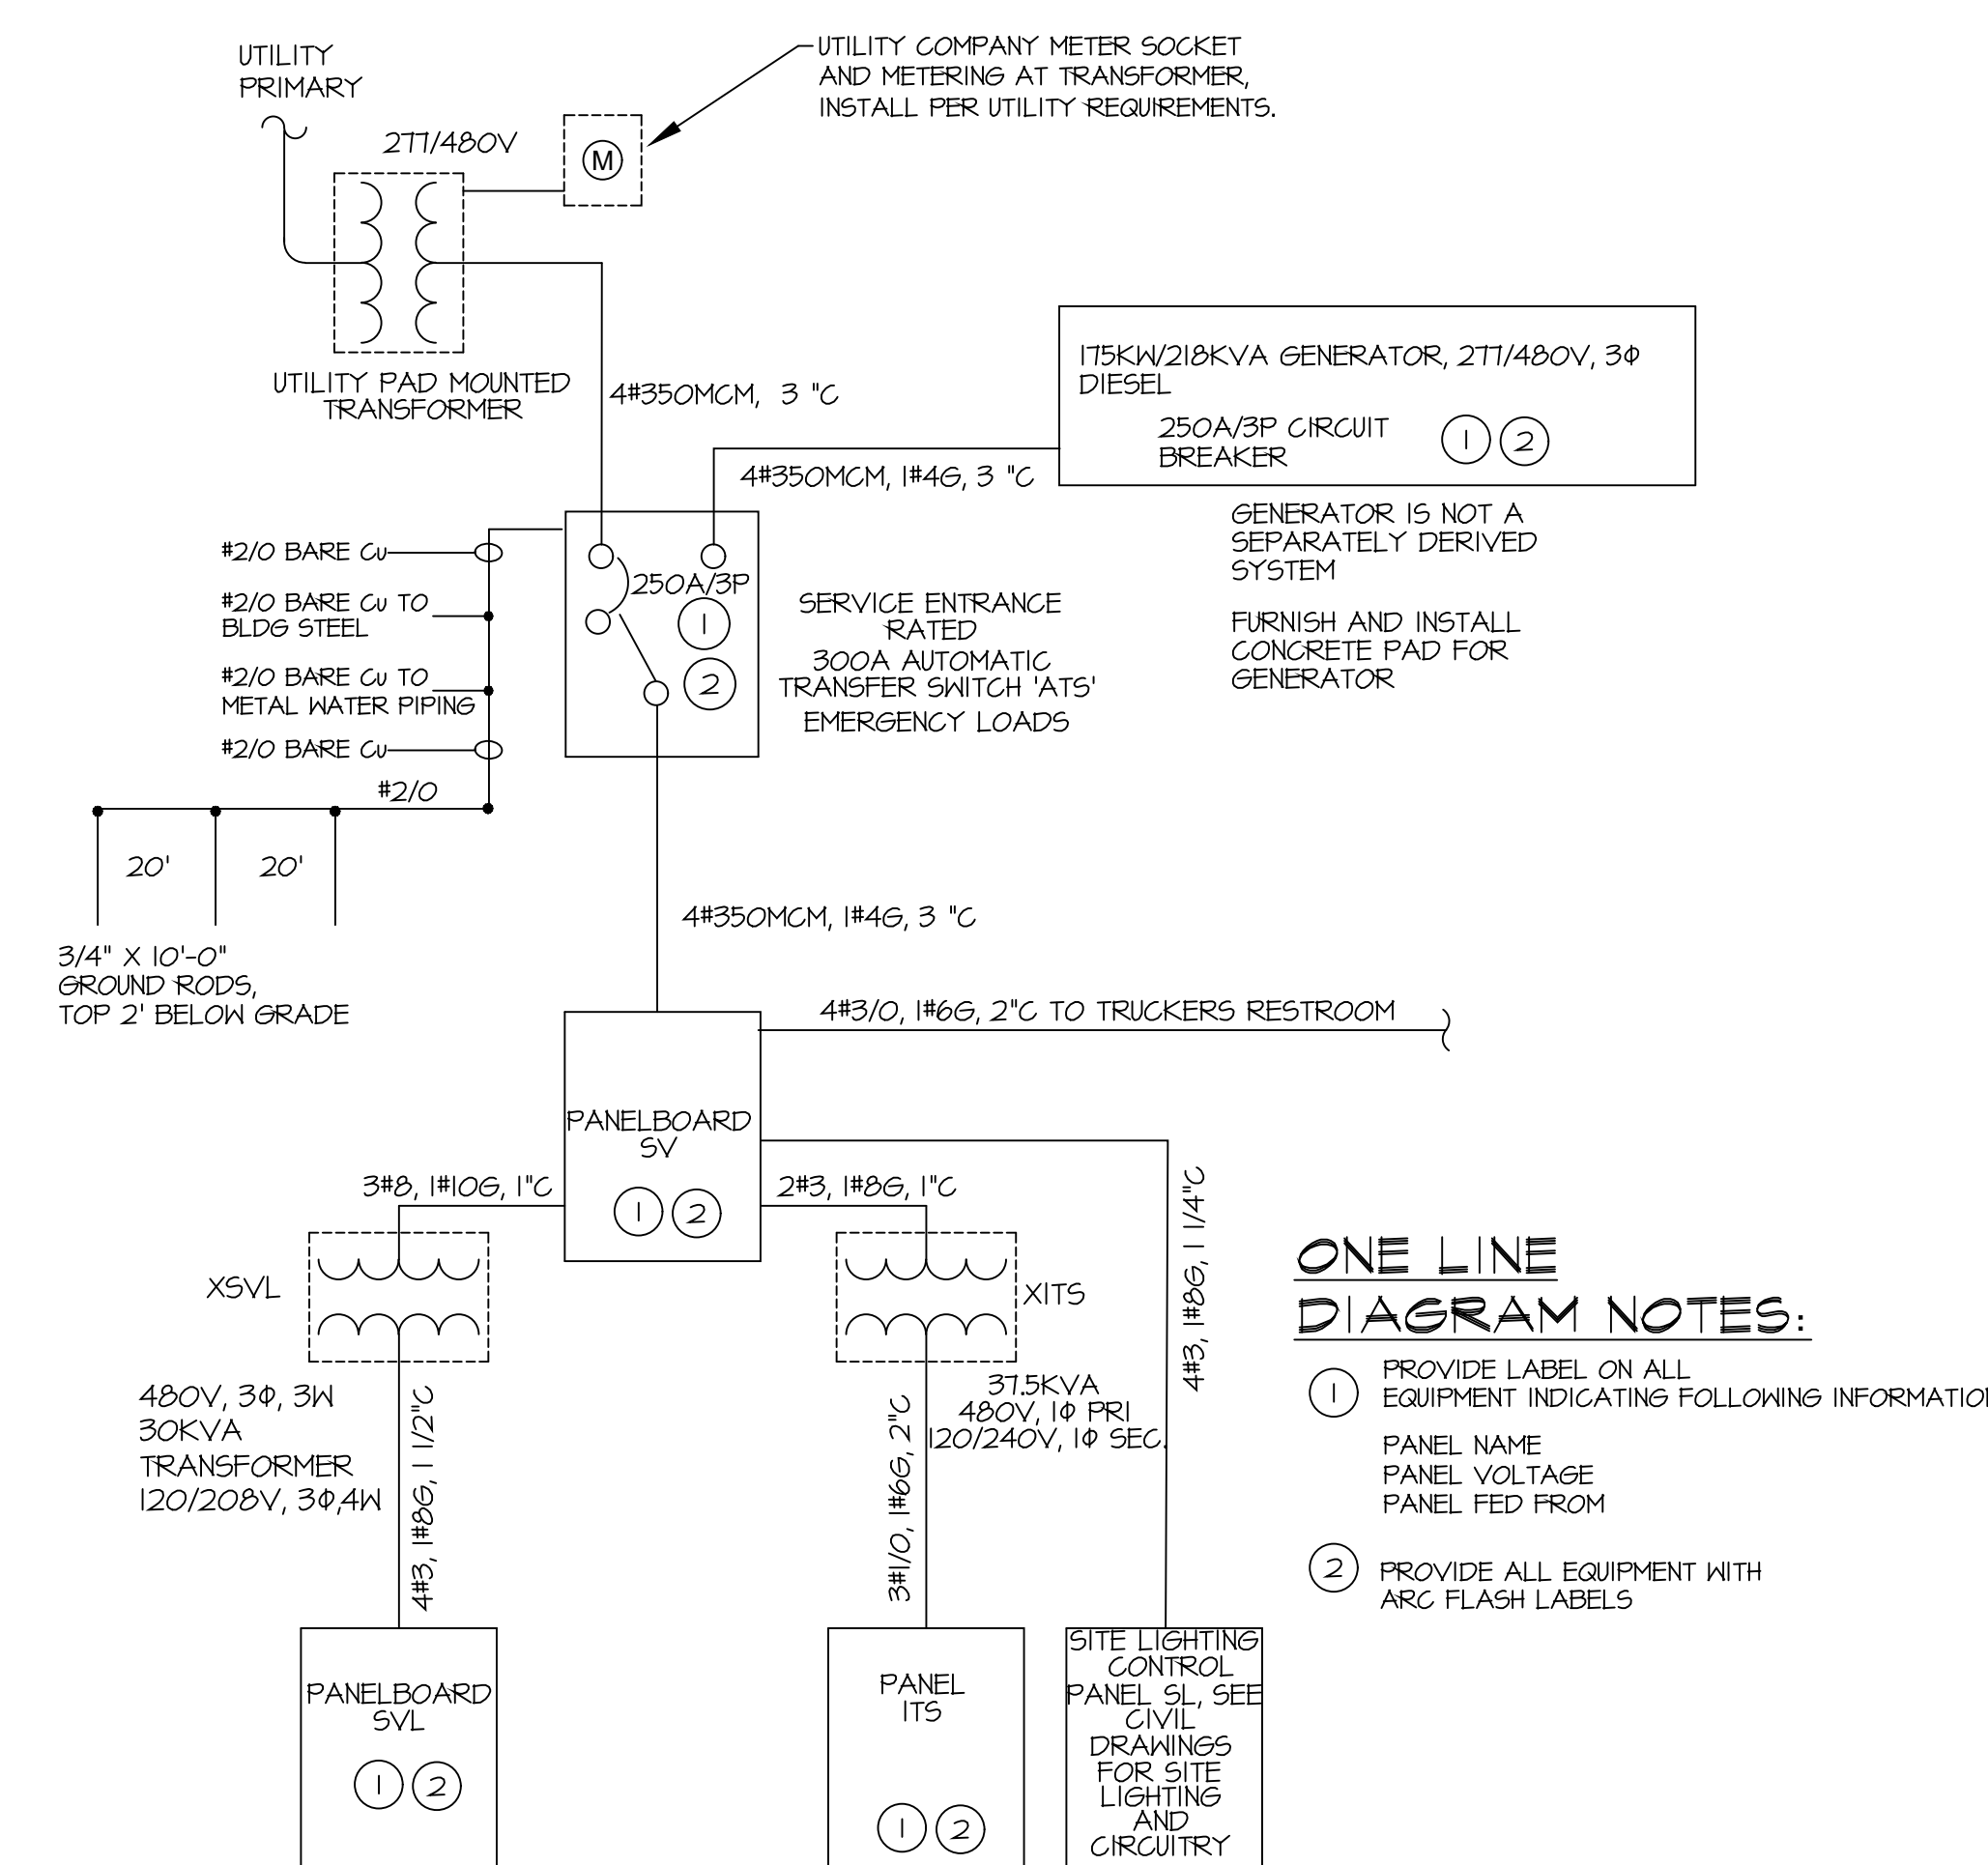 UTILITY
PRIMARY
UTILITY COMPANY METER SOCKET
AND METERING AT TRANSFORMER,
INSTALL PER UTILITY REQUIREMENTS.
277/480V
M
UTILITY PAD MOUNTED
TRANSFORMER
4#350MCM, 3 "C
175KW/218KVA GENERATOR, 277/480V, 3Φ
DIESEL
250A/3P CIRCUIT
BREAKER
1 2
4#350MCM, 1#4G, 3 "C
GENERATOR IS NOT A
SEPARATELY DERIVED
SYSTEM
FURNISH AND INSTALL
CONCRETE PAD FOR
GENERATOR
#2/0 BARE Cu
#2/0 BARE Cu TO
BLDG STEEL
#2/0 BARE Cu TO
METAL WATER PIPING
#2/0 BARE Cu
#2/0
250A/3P
1
2
SERVICE ENTRANCE
RATED
300A AUTOMATIC
TRANSFER SWITCH 'ATS'
EMERGENCY LOADS
20' 20'
3/4" X 10'-0"
GROUND RODS,
TOP 2' BELOW GRADE
4#350MCM, 1#4G, 3 "C
4#3/0, 1#6G, 2"C TO TRUCKERS RESTROOM
PANELBOARD
SV
1 2
3#8, 1#10G, 1"C
2#3, 1#8G, 1"C
4#3, 1#8G, 1 1/4"C
XSVL
XITS
480V, 3Φ, 3W
30KVA
TRANSFORMER
120/208V, 3Φ,4W
4#3, 1#8G, 1 1/2"C
3#1/0, 1#6G, 2"C
37.5KVA
480V, 1Φ PRI
120/240V, 1Φ SEC.
ONE LINE
DIAGRAM NOTES:
1 PROVIDE LABEL ON ALL
EQUIPMENT INDICATING FOLLOWING INFORMATION
PANEL NAME
PANEL VOLTAGE
PANEL FED FROM
2 PROVIDE ALL EQUIPMENT WITH
ARC FLASH LABELS
PANELBOARD
SVL
1 2
PANEL
ITS
1 2
SITE LIGHTING
CONTROL
PANEL SL, SEE
CIVIL
DRAWINGS
FOR SITE
LIGHTING
AND
CIRCUITRY